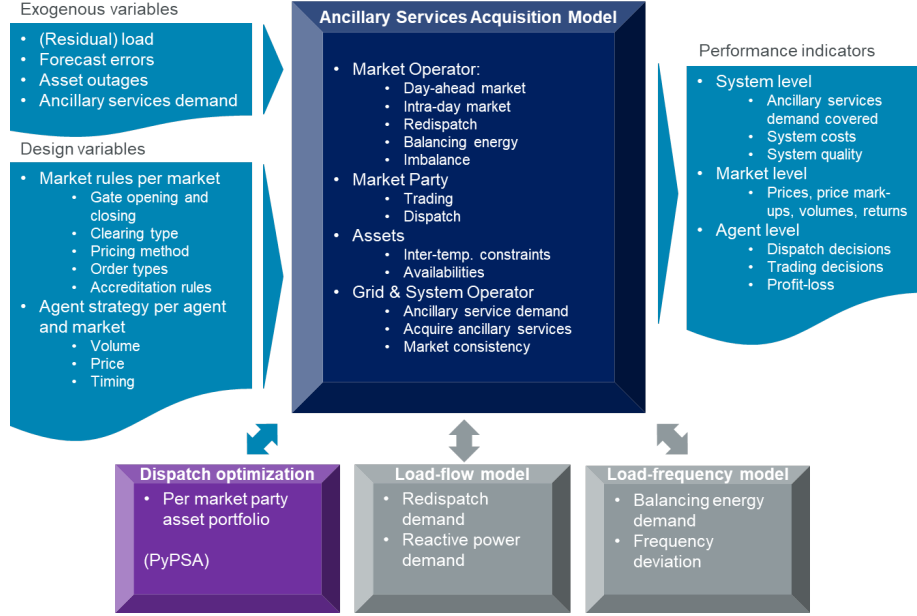 Exogenous variables
• (Residual) load
• Forecast errors
• Asset outages
• Ancillary services demand
Design variables
• Market rules per market
• Gate opening and
closing
• Clearing type
• Pricing method
• Order types
• Accreditation rules
• Agent strategy per agent
and market
• Volume
• Price
• Timing
Ancillary Services Acquisition Model
• Market Operator:
• Day-ahead market
• Intra-day market
• Redispatch
• Balancing energy
• Imbalance
• Market Party
• Trading
• Dispatch
• Assets
• Inter-temp. constraints
• Availabilities
• Grid & System Operator
• Ancillary service demand
• Acquire ancillary services
• Market consistency
Performance indicators
• System level
• Ancillary services
demand covered
• System costs
• System quality
• Market level
• Prices, price mark-
ups, volumes, returns
• Agent level
• Dispatch decisions
• Trading decisions
• Profit-loss
Dispatch optimization
• Per market party
asset portfolio
(PyPSA)
Load-flow model
• Redispatch
demand
• Reactive power
demand
Load-frequency model
• Balancing energy
demand
• Frequency
deviation